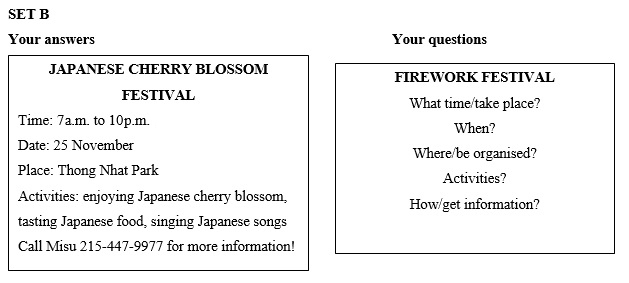 SET B
Your answers
Your questions
JAPANESE CHERRY BLOSSOM
FESTIVAL
Time: 7a.m. to 10p.m.
Date: 25 November
Place: Thong Nhat Park
Activities: enjoying Japanese cherry blossom,
tasting Japanese food, singing Japanese songs
Call Misu 215-447-9977 for more information!
FIREWORK FESTIVAL
What time/take place?
When?
Where/be organised?
Activities?
How/get information?